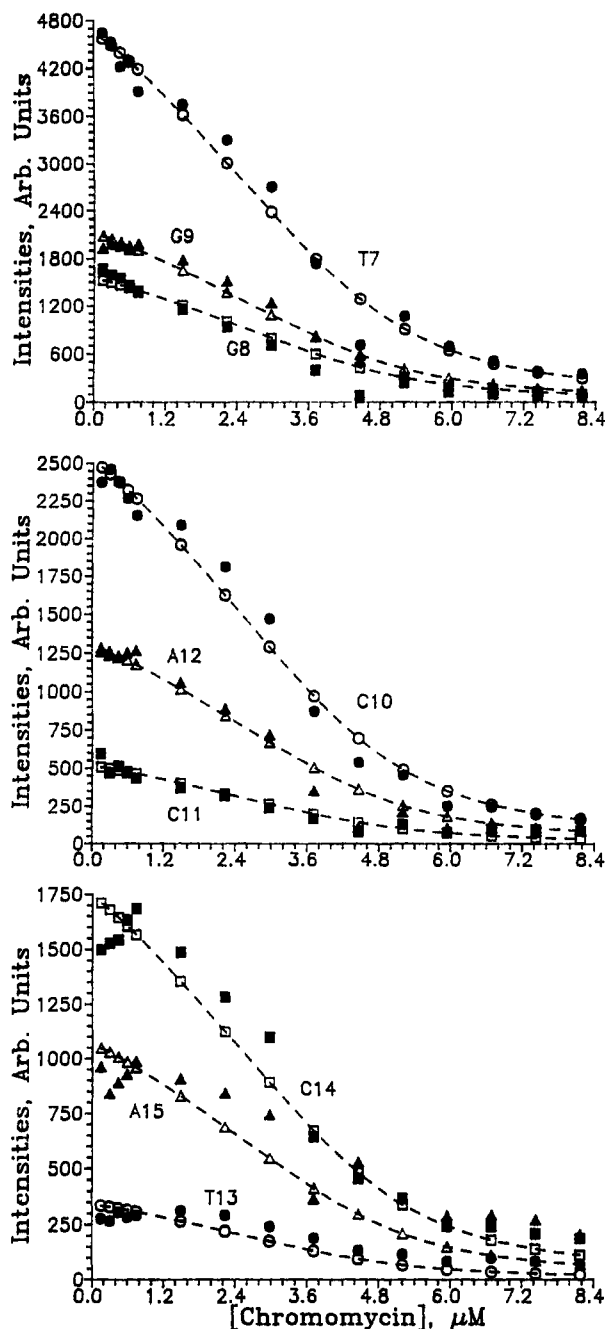 Intensities, Arb. Units
4800
4200
3600
3000
2400
1800
1200
600
0
G9
T7
G8
0.0 1.2 2.4 3.6 4.8 6.0 7.2 8.4
Intensities, Arb. Units
2500
2250
2000
1750
1500
1250
1000
750
500
250
0
A12
C10
C11
0.0 1.2 2.4 3.6 4.8 6.0 7.2 8.4
Intensities, Arb. Units
1750
1500
1250
1000
750
500
250
0
C14
A15
T13
0.0 1.2 2.4 3.6 4.8 6.0 7.2 8.4
[Chromomycin], μM